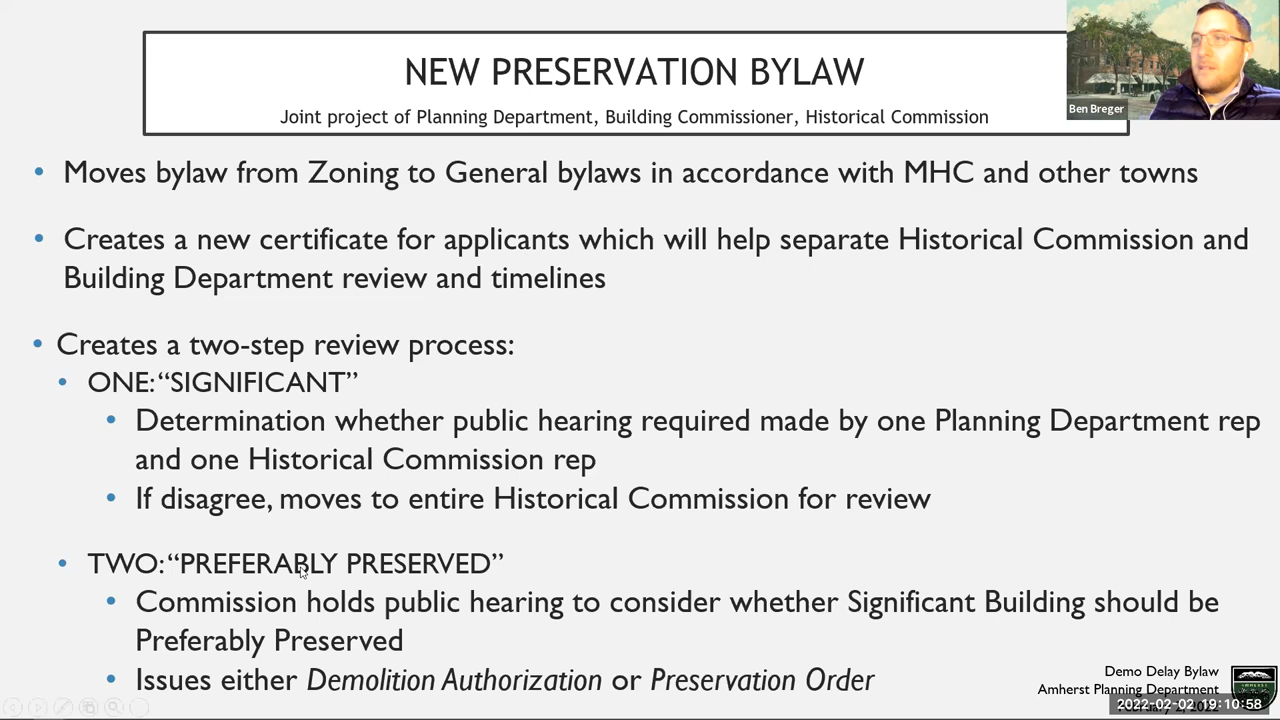 NEW PRESERVATION BYLAW
Joint project of Planning Department, Building Commissioner, Historical Commission
Ben Breger
• Moves bylaw from Zoning to General bylaws in accordance with MHC and other towns
• Creates a new certificate for applicants which will help separate Historical Commission and
Building Department review and timelines
• Creates a two-step review process:
• ONE: “SIGNIFICANT”
• Determination whether public hearing required made by one Planning Department rep
and one Historical Commission rep
• If disagree, moves to entire Historical Commission for review
• TWO: “PREFERABLY PRESERVED”
• Commission holds public hearing to consider whether Significant Building should be
Preferably Preserved
• Issues either Demolition Authorization or Preservation Order
Demo Delay Bylaw
Amherst Planning Department
2022-02-02 19:10:58